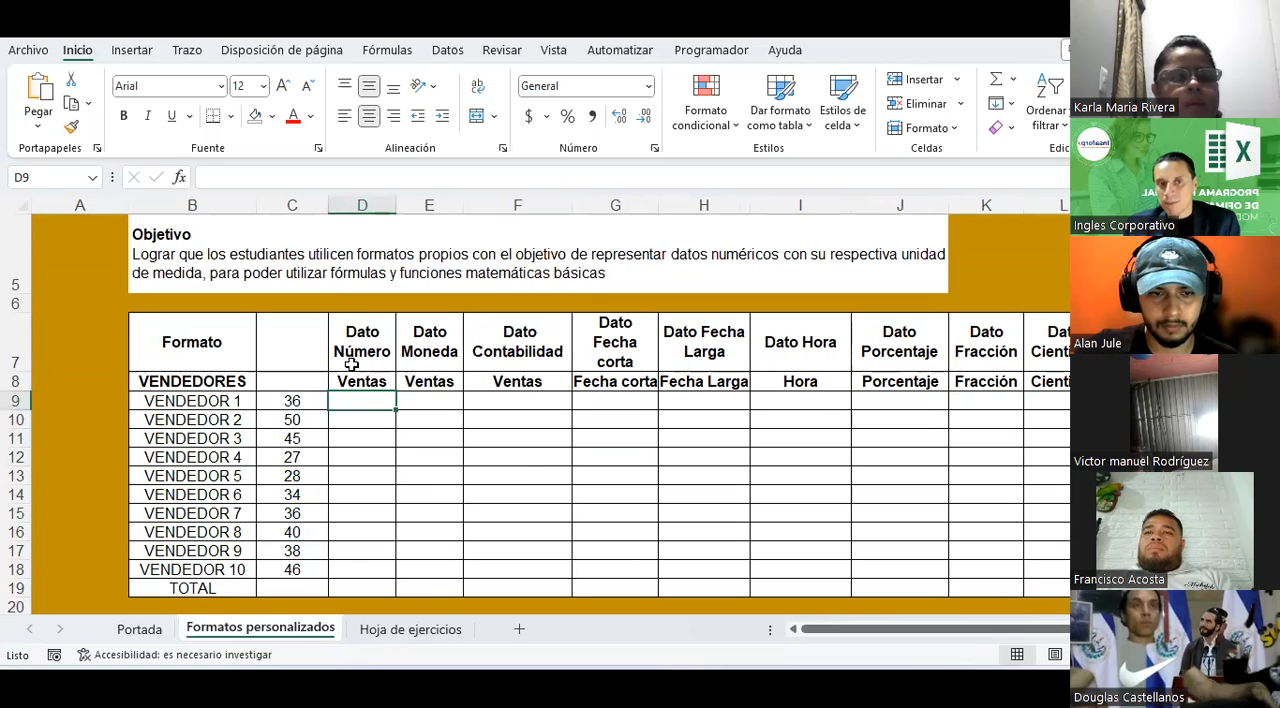 Archivo Inicio Insertar Trazo Disposición de página Fórmulas Datos Revisar Vista Automatizar Programador Ayuda
Pegar
Portapapeles
Arial 12
N K S
Fuente
Alineación
General
$ % 
Número
Formato condicional
Dar formato como tabla
Estilos de celda
Estilos
Insertar
Eliminar
Formato
Celdas
Ordenar
filtrar
D9
fx
A B C D E F G H I J K L
Objetivo
Lograr que los estudiantes utilicen formatos propios con el objetivo de representar datos numéricos con su respectiva unidad
5 de medida, para poder utilizar fórmulas y funciones matemáticas básicas
6
7 Formato Dato Número Dato Moneda Dato Contabilidad Dato Fecha corta Dato Fecha Larga Dato Hora Dato Porcentaje Dato Fracción
8 VENDEDORES Ventas Ventas Ventas Fecha corta Fecha Larga Hora Porcentaje Fracción
9 VENDEDOR 1 36
10 VENDEDOR 2 50
11 VENDEDOR 3 45
12 VENDEDOR 4 27
13 VENDEDOR 5 28
14 VENDEDOR 6 34
15 VENDEDOR 7 36
16 VENDEDOR 8 40
17 VENDEDOR 9 38
18 VENDEDOR 10 46
19 TOTAL
20
Portada Formatos personalizados Hoja de ejercicios
Listo Accesibilidad: es necesario investigar
Karla Maria Rivera
Ingles Corporativo
Alan Jule
Victor manuel Rodríguez
Francisco Acosta
Douglas Castellanos